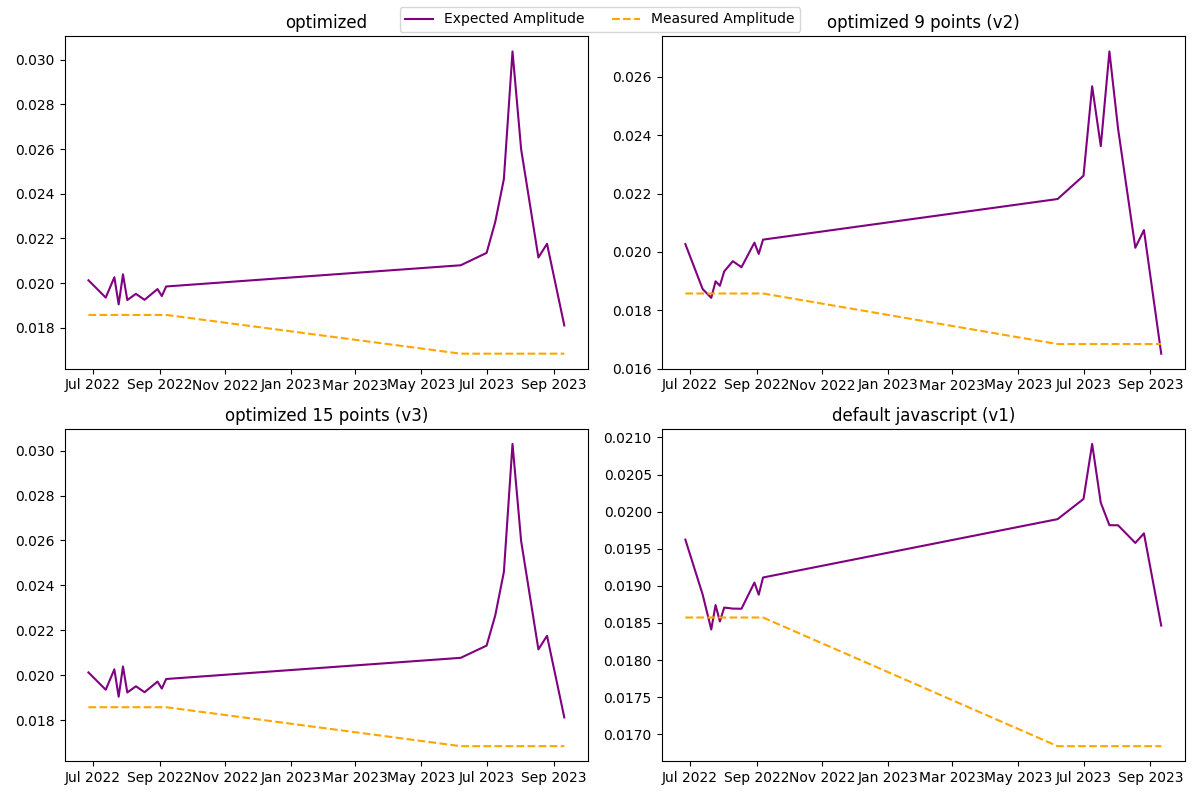 optimized
Expected Amplitude
Measured Amplitude
optimized 9 points (v2)
0.030
0.028
0.026
0.024
0.022
0.020
0.018
Jul 2022 Sep 2022 Nov 2022 Jan 2023 Mar 2023 May 2023 Jul 2023 Sep 2023
0.026
0.024
0.022
0.020
0.018
0.016
Jul 2022 Sep 2022 Nov 2022 Jan 2023 Mar 2023 May 2023 Jul 2023 Sep 2023
optimized 15 points (v3)
0.030
0.028
0.026
0.024
0.022
0.020
0.018
Jul 2022 Sep 2022 Nov 2022 Jan 2023 Mar 2023 May 2023 Jul 2023 Sep 2023
default javascript (v1)
0.0210
0.0205
0.0200
0.0195
0.0190
0.0185
0.0180
0.0175
0.0170
Jul 2022 Sep 2022 Nov 2022 Jan 2023 Mar 2023 May 2023 Jul 2023 Sep 2023